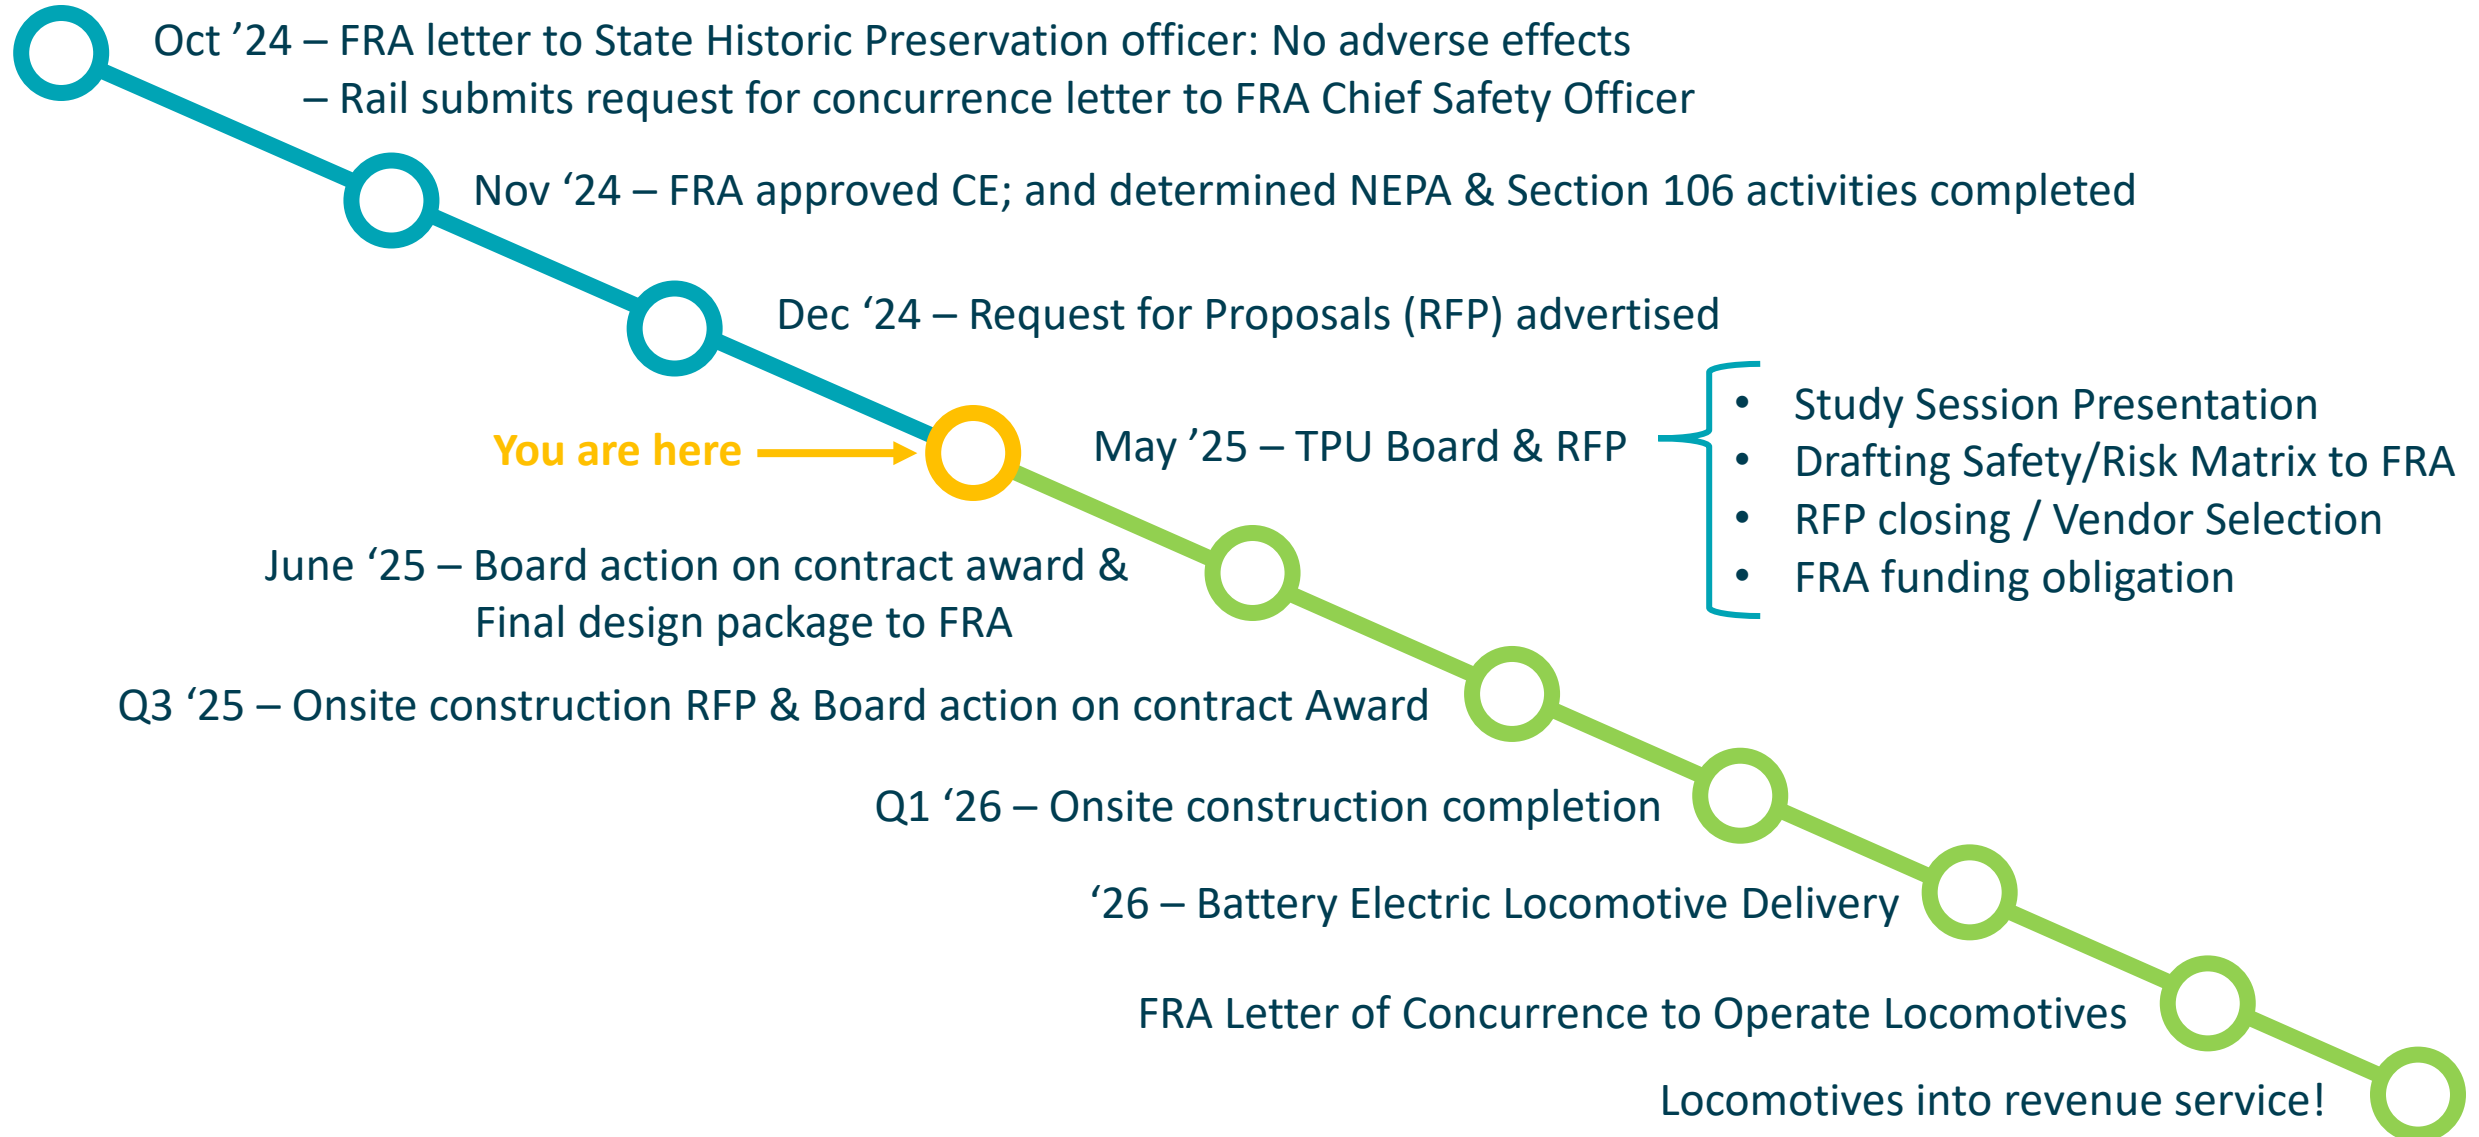 Oct ’24 – FRA letter to State Historic Preservation officer: No adverse effects
– Rail submits request for concurrence letter to FRA Chief Safety Officer
Nov ‘24 – FRA approved CE; and determined NEPA & Section 106 activities completed
Dec ‘24 – Request for Proposals (RFP) advertised
You are here
May ’25 – TPU Board & RFP
• Study Session Presentation
• Drafting Safety/Risk Matrix to FRA
• RFP closing / Vendor Selection
• FRA funding obligation
June ‘25 – Board action on contract award &
Final design package to FRA
Q3 ‘25 – Onsite construction RFP & Board action on contract Award
Q1 ‘26 – Onsite construction completion
‘26 – Battery Electric Locomotive Delivery
FRA Letter of Concurrence to Operate Locomotives
Locomotives into revenue service!